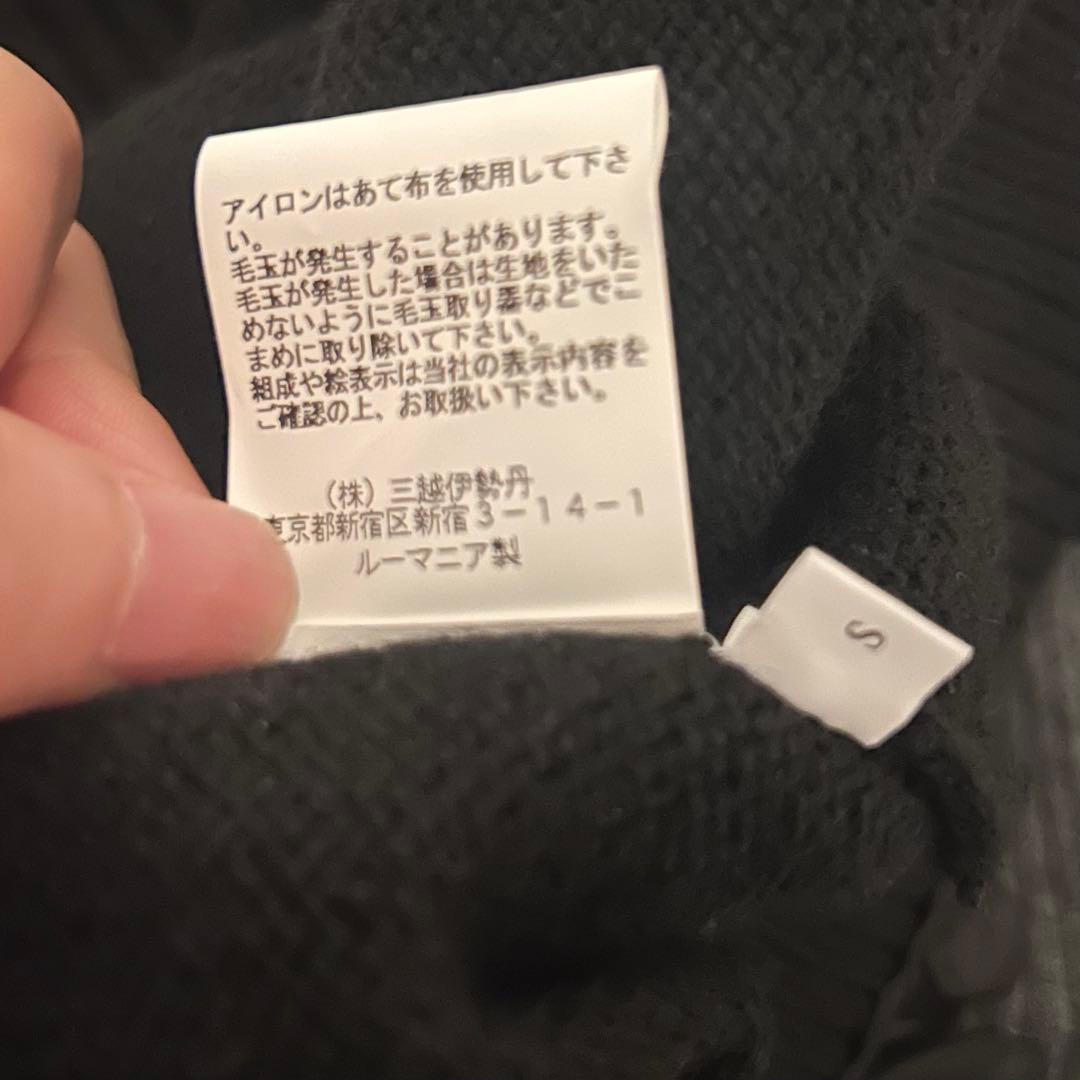 アイロンはあて布を使用して下さ
い。
毛玉が発生することがあります。
毛玉が発生した場合は生地をいた
めないように毛玉取り器などでこ
まめに取り除いて下さい。
組成や絵表示は当社の表示内容を
ご確認の上、お取扱い下さい。
(株) 三越伊勢丹
東京都新宿区新宿3-14-1
ルーマニア製
S